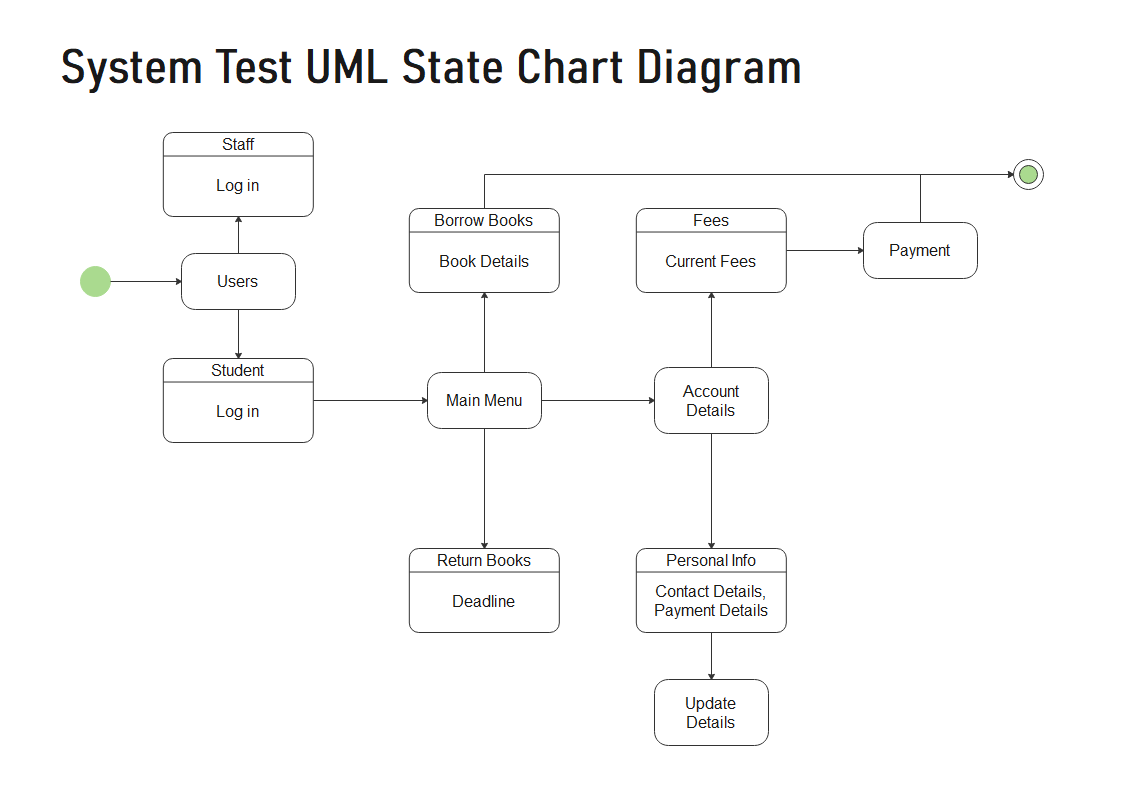 System Test UML State Chart Diagram
Staff
Log in
Users
Student
Log in
Borrow Books
Book Details
Main Menu
Return Books
Deadline
Fees
Current Fees
Payment
Account
Details
Personal Info
Contact Details,
Payment Details
Update
Details